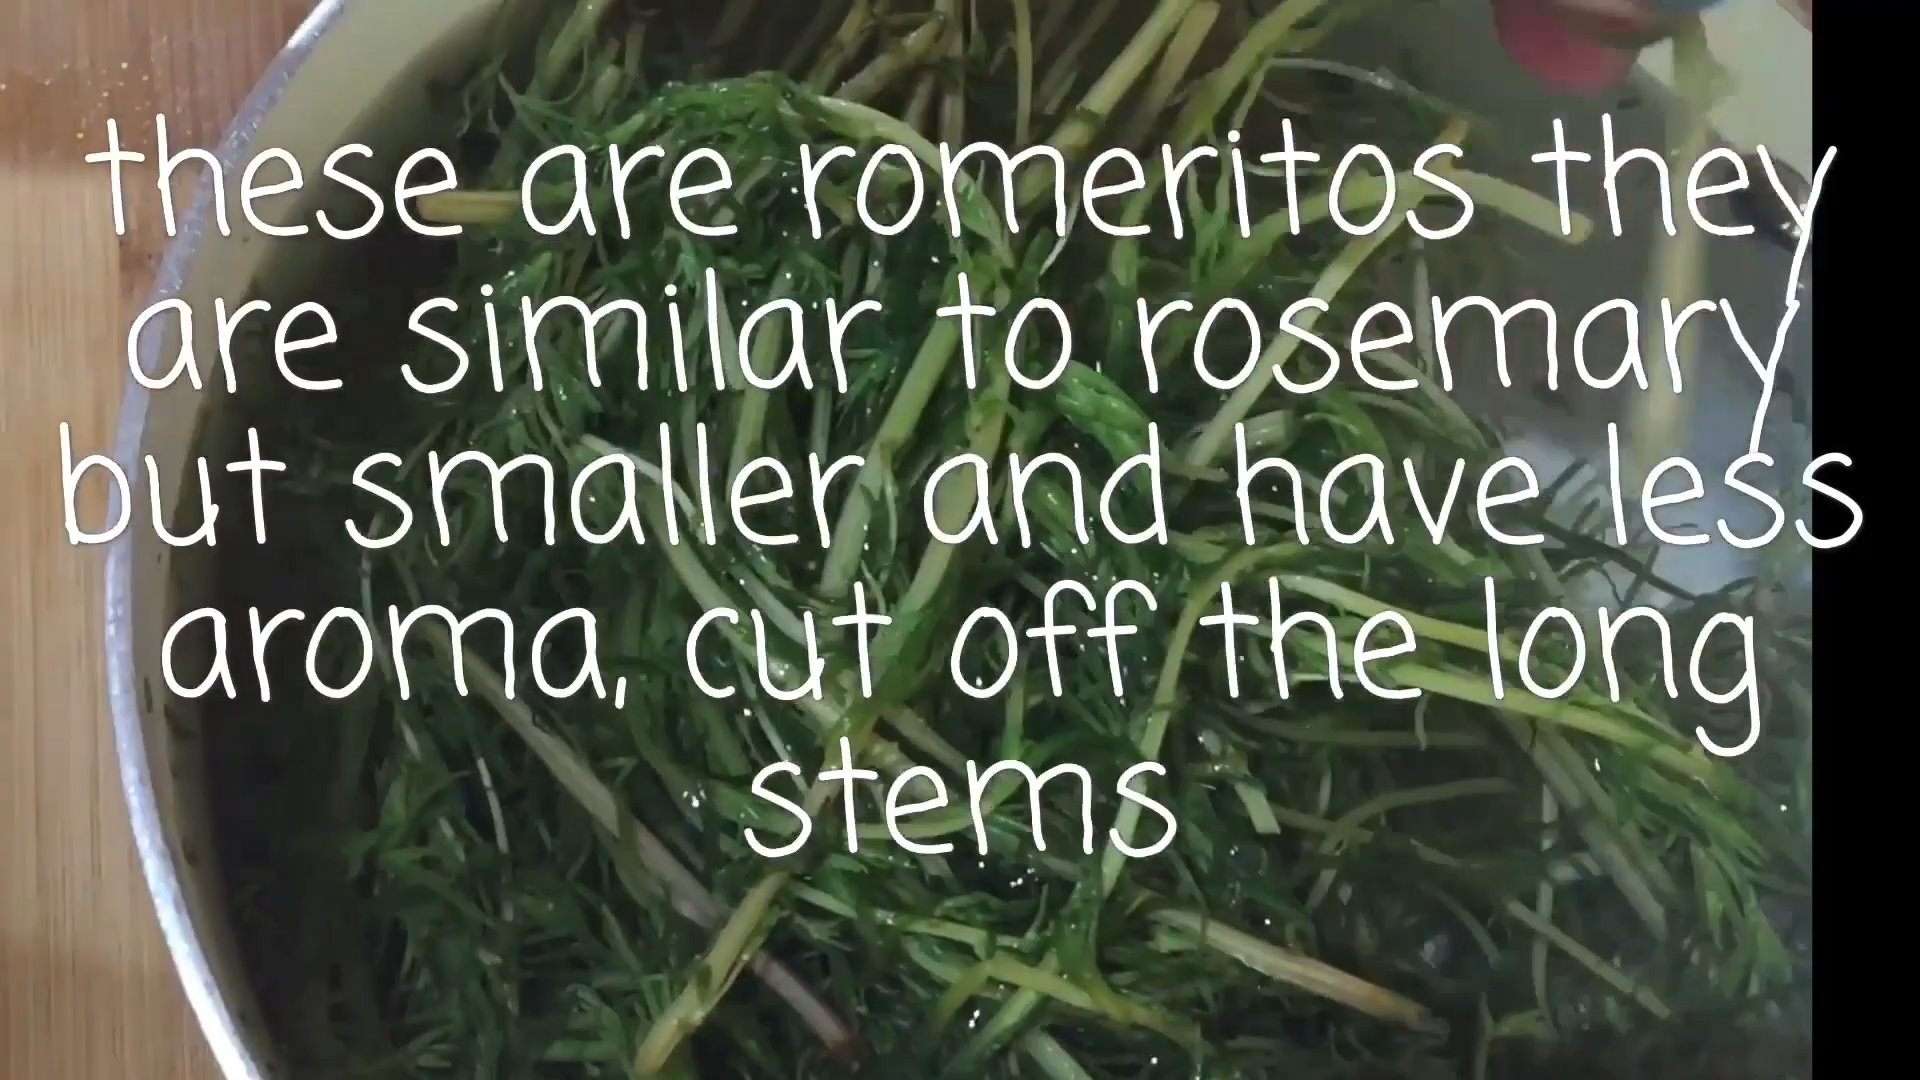 these are romeritos they
are similar to rosemary
but smaller and have less
aroma, cut off the long
stems